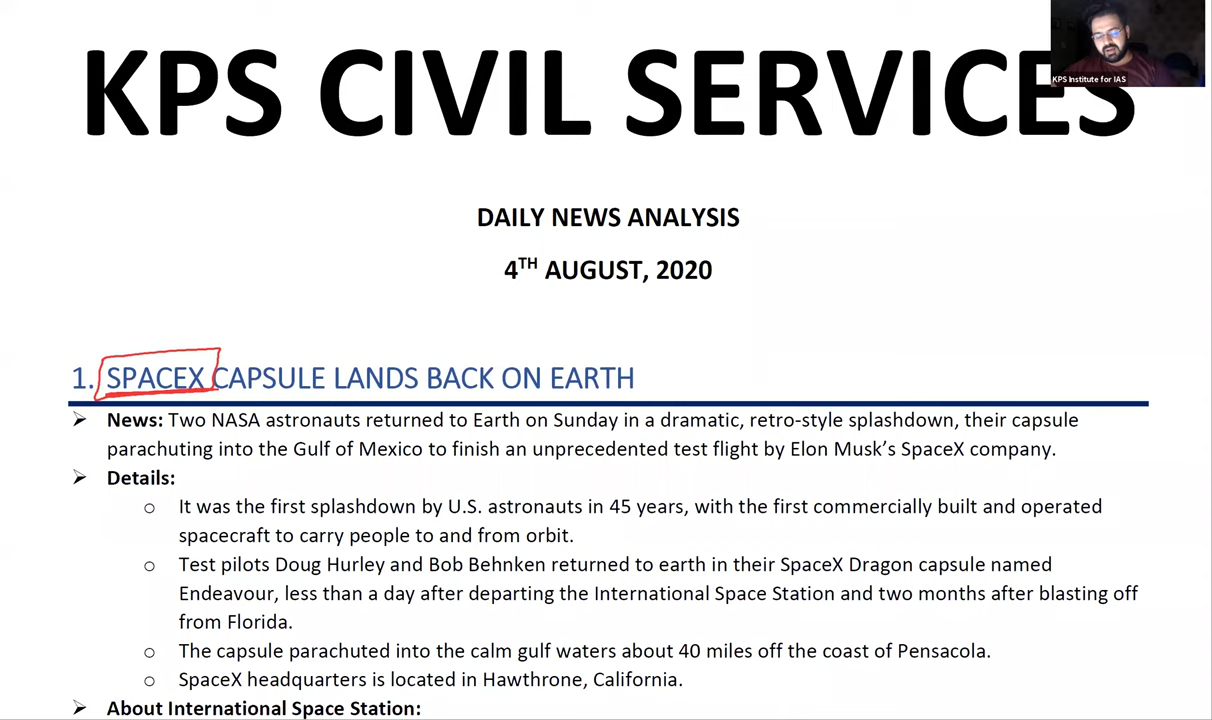 KPS CIVIL SERVICES
KPS Institute for IAS
DAILY NEWS ANALYSIS
4TH AUGUST, 2020
1. SPACEX CAPSULE LANDS BACK ON EARTH
➢ News: Two NASA astronauts returned to Earth on Sunday in a dramatic, retro-style splashdown, their capsule
parachuting into the Gulf of Mexico to finish an unprecedented test flight by Elon Musk’s SpaceX company.
➢ Details:
o It was the first splashdown by U.S. astronauts in 45 years, with the first commercially built and operated
spacecraft to carry people to and from orbit.
o Test pilots Doug Hurley and Bob Behnken returned to earth in their SpaceX Dragon capsule named
Endeavour, less than a day after departing the International Space Station and two months after blasting off
from Florida.
o The capsule parachuted into the calm gulf waters about 40 miles off the coast of Pensacola.
o SpaceX headquarters is located in Hawthrone, California.
➢ About International Space Station: